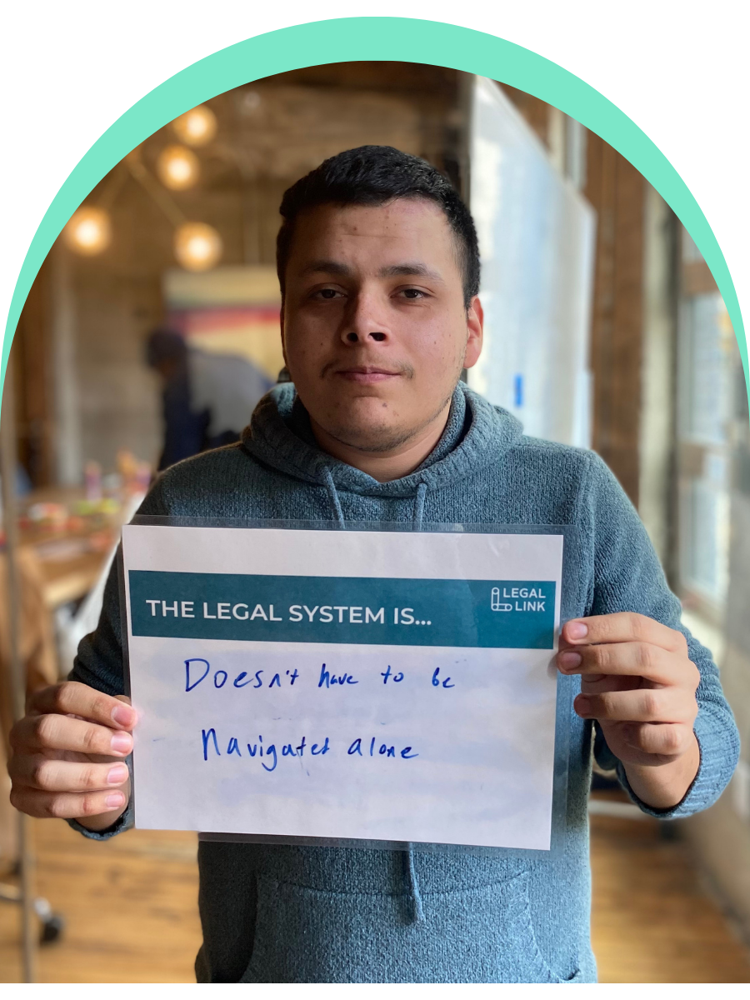 THE LEGAL SYSTEM IS...
LEGAL
LINK
Doesn't have to be
Navigated alone